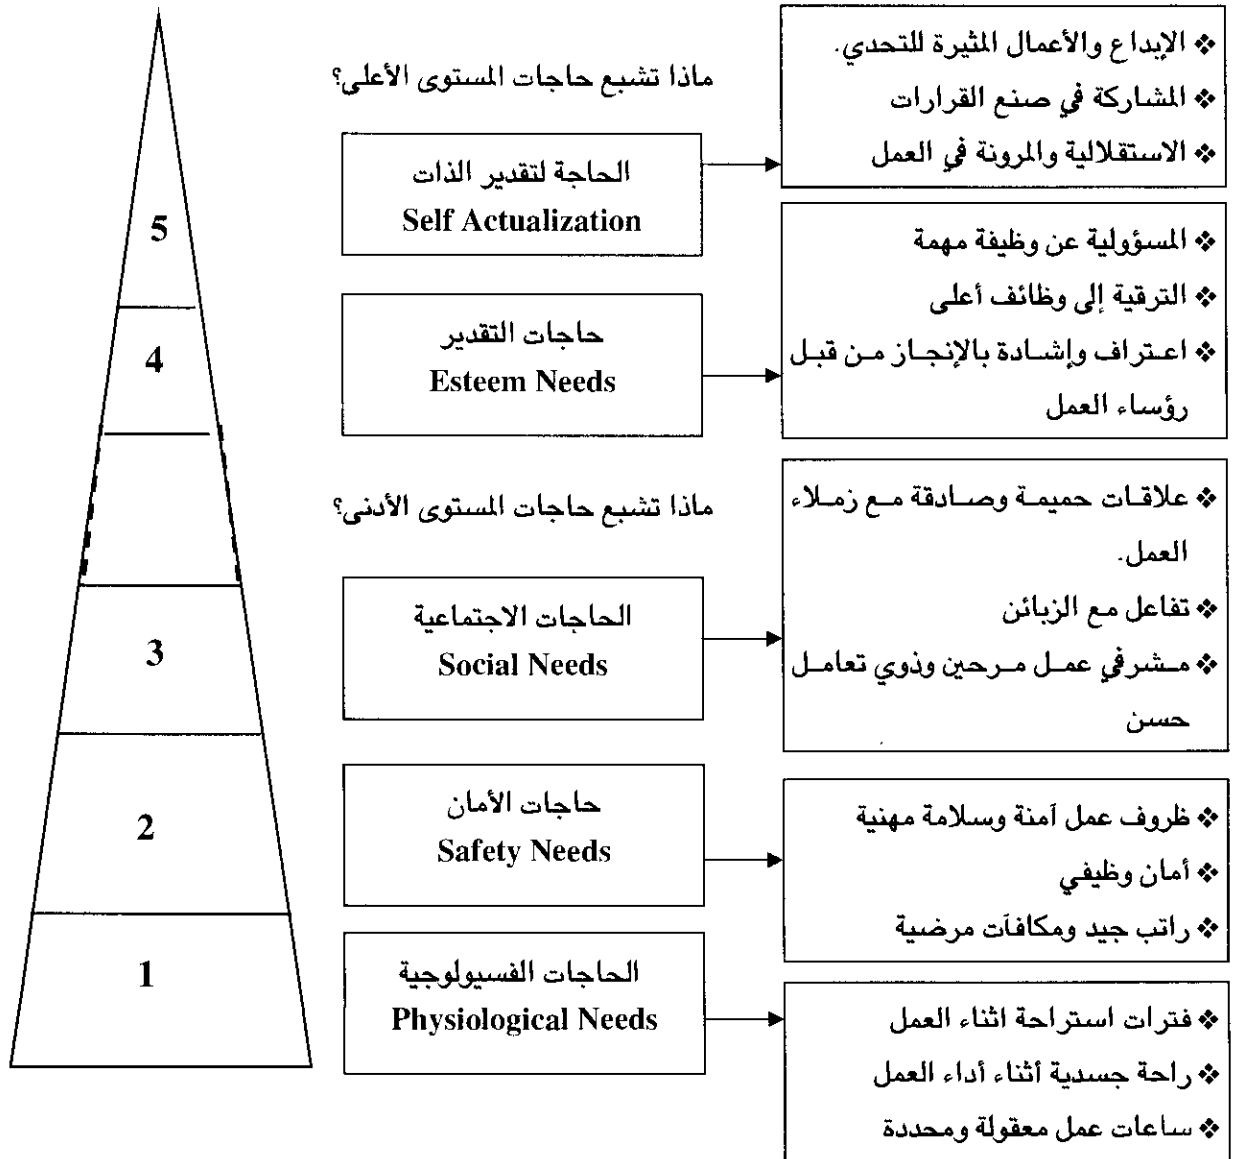 ❖ الإبداع والأعمال المثيرة للتحدي.
❖ المشاركة في صنع القرارات
❖ الاستقلالية والمرونة في العمل
ماذا تشبع حاجات المستوى الأعلى؟
الحاجة لتقدير الذات
Self Actualization
5
❖ المسؤولية عن وظيفة مهمة
❖ الترقية إلى وظائف أعلى
❖ اعتراف وإشادة بالإنجاز من قبل
رؤساء العمل
حاجات التقدير
Esteem Needs
4
ماذا تشبع حاجات المستوى الأدنى؟
❖ علاقات حميمة وصادقة مع زملاء
العمل.
❖ تفاعل مع الزبائن
❖ مشرفي عمل مرحين وذوي تعامل
حسن
الحاجات الاجتماعية
Social Needs
3
❖ ظروف عمل آمنة وسلامة مهنية
❖ أمان وظيفي
❖ راتب جيد ومكافآت مرضية
حاجات الأمان
Safety Needs
2
❖ فترات استراحة اثناء العمل
❖ راحة جسدية أثناء أداء العمل
❖ ساعات عمل معقولة ومحددة
الحاجات الفسيولوجية
Physiological Needs
1